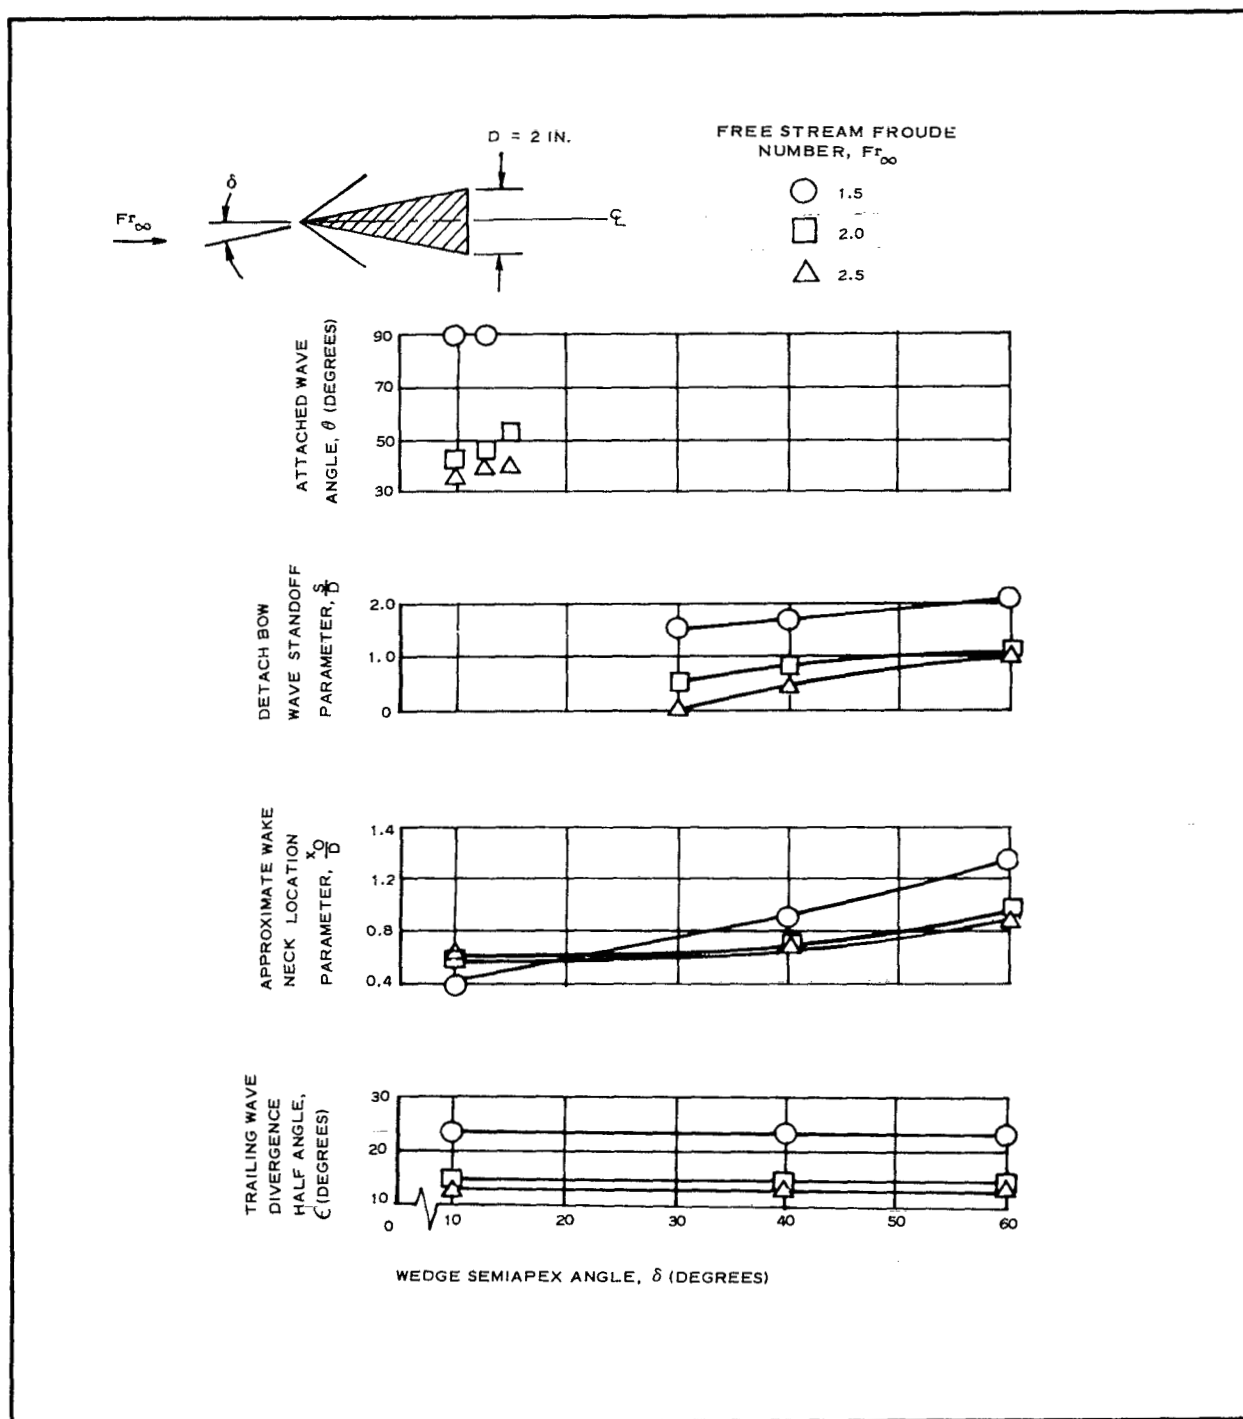 D = 2 IN.
δ
Fr∞
℄
FREE STREAM FROUDE
NUMBER, Fr∞
1.5
2.0
2.5
ATTACHED WAVE
ANGLE, θ (DEGREES)
90
70
50
30
DETACH BOW
WAVE STANDOFF
PARAMETER, S/D
2.0
1.0
0
APPROXIMATE WAKE
NECK LOCATION
PARAMETER, xO/D
1.4
1.2
0.8
0.4
TRAILING WAVE
DIVERGENCE
HALF ANGLE,
ϵ (DEGREES)
30
20
10
0 10 20 30 40 50 60
WEDGE SEMIAPEX ANGLE, δ (DEGREES)